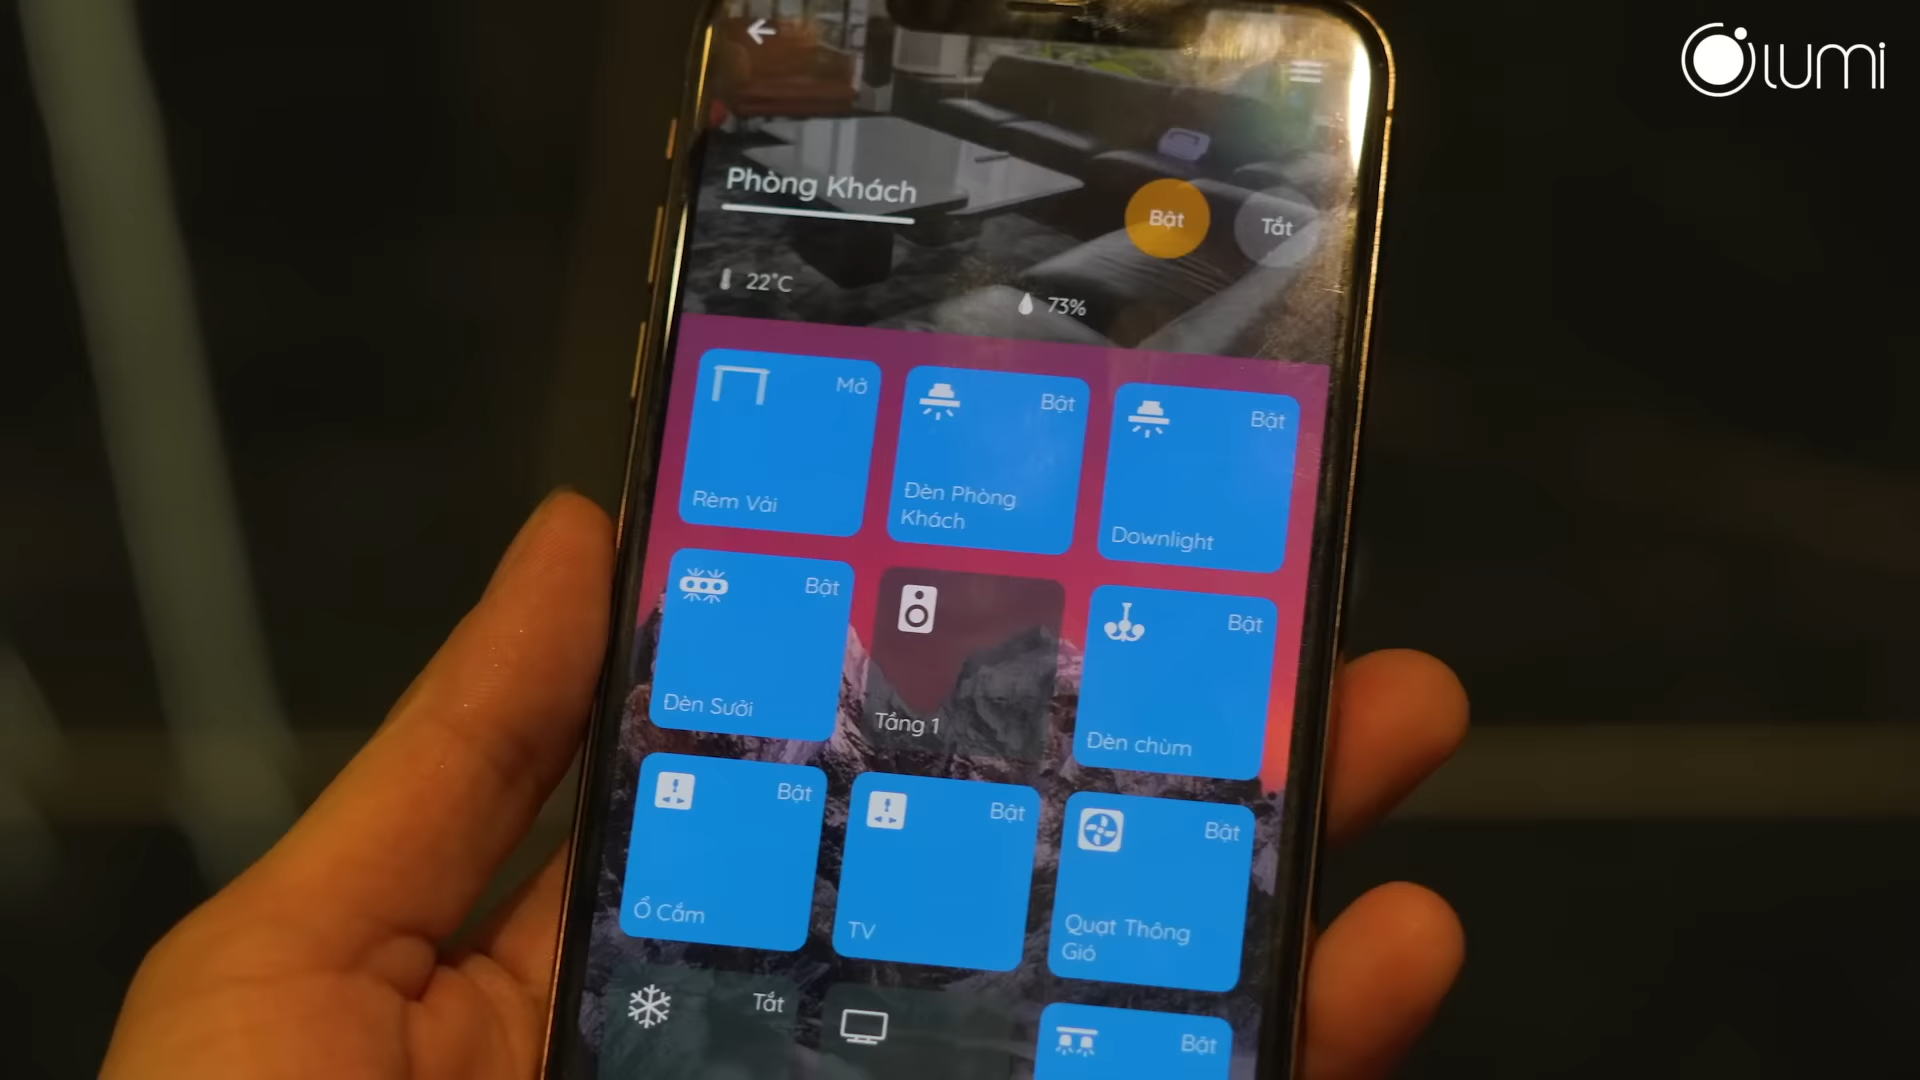 lumi
Phòng Khách
Bật
Tắt
22°C
73%
Mở
Rèm Vải
Bật
Đèn Phòng
Khách
Bật
Downlight
Bật
Đèn Sưởi
Tầng 1
Bật
Đèn chùm
Bật
Ổ Cắm
Bật
TV
Bật
Quạt Thông
Gió
Tắt
Bật